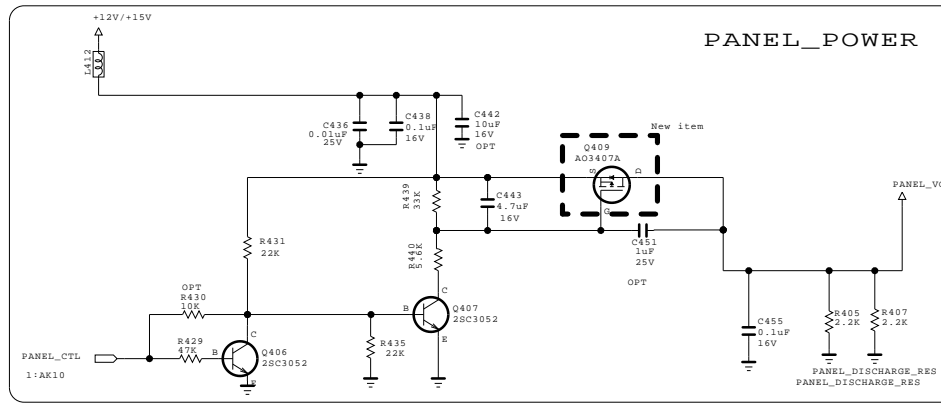 +12V/+15V
PANEL_POWER
L412
C436
0.01uF
25V
C438
0.1uF
16V
C442
10uF
16V
OPT
New item
Q409
AO3407A
S
D
G
R439
33K
C443
4.7uF
16V
PANEL_VC
R431
22K
R440
5.6K
C451
1uF
25V
OPT
OPT
R430
10K
C
B
Q407
2SC3052
E
R429
47K
C
B
Q406
2SC3052
E
R435
22K
C455
0.1uF
16V
R405
2.2K
R407
2.2K
PANEL_CTL
1:AK10
PANEL_DISCHARGE_RES
PANEL_DISCHARGE_RES